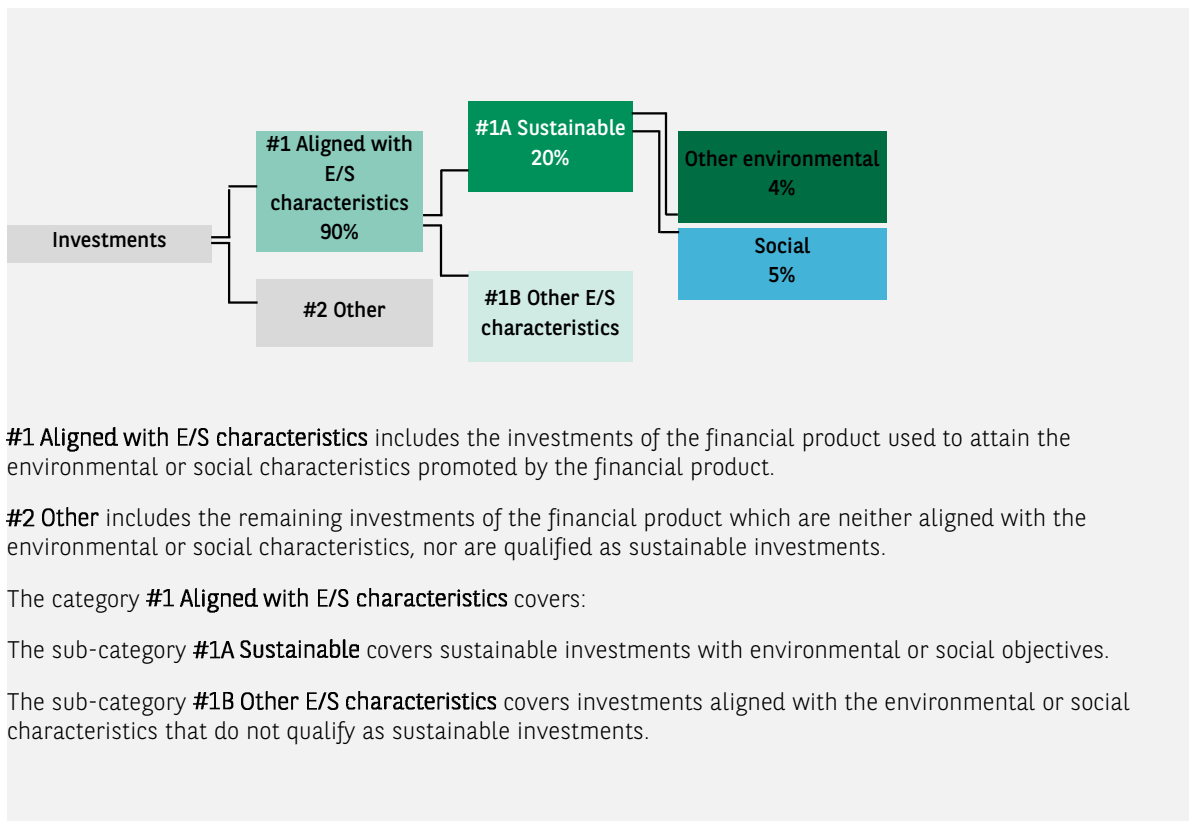 Investments
#1 Aligned with
E/S
characteristics
90%
#2 Other
#1A Sustainable
20%
#1B Other E/S
characteristics
Other environmental
4%
Social
5%
#1 Aligned with E/S characteristics includes the investments of the financial product used to attain the
environmental or social characteristics promoted by the financial product.
#2 Other includes the remaining investments of the financial product which are neither aligned with the
environmental or social characteristics, nor are qualified as sustainable investments.
The category #1 Aligned with E/S characteristics covers:
The sub-category #1A Sustainable covers sustainable investments with environmental or social objectives.
The sub-category #1B Other E/S characteristics covers investments aligned with the environmental or social
characteristics that do not qualify as sustainable investments.